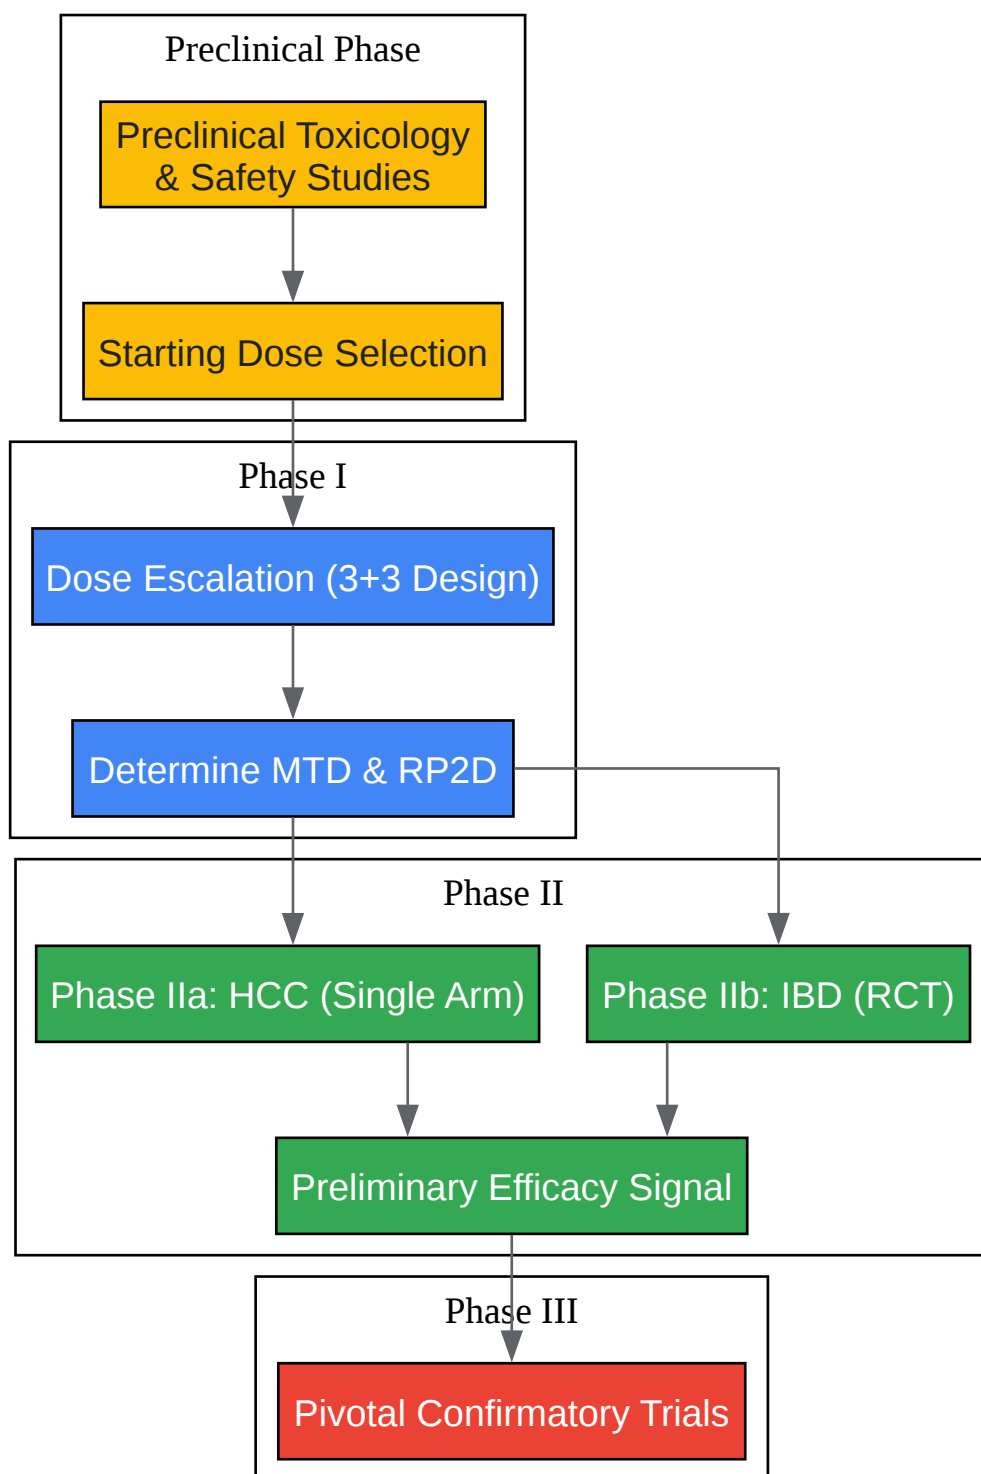 Preclinical Phase
Preclinical Toxicology
& Safety Studies
Starting Dose Selection
Phase I
Dose Escalation (3+3 Design)
Determine MTD & RP2D
Phase II
Phase IIa: HCC (Single Arm)
Phase IIb: IBD (RCT)
Preliminary Efficacy Signal
Phase III
Pivotal Confirmatory Trials